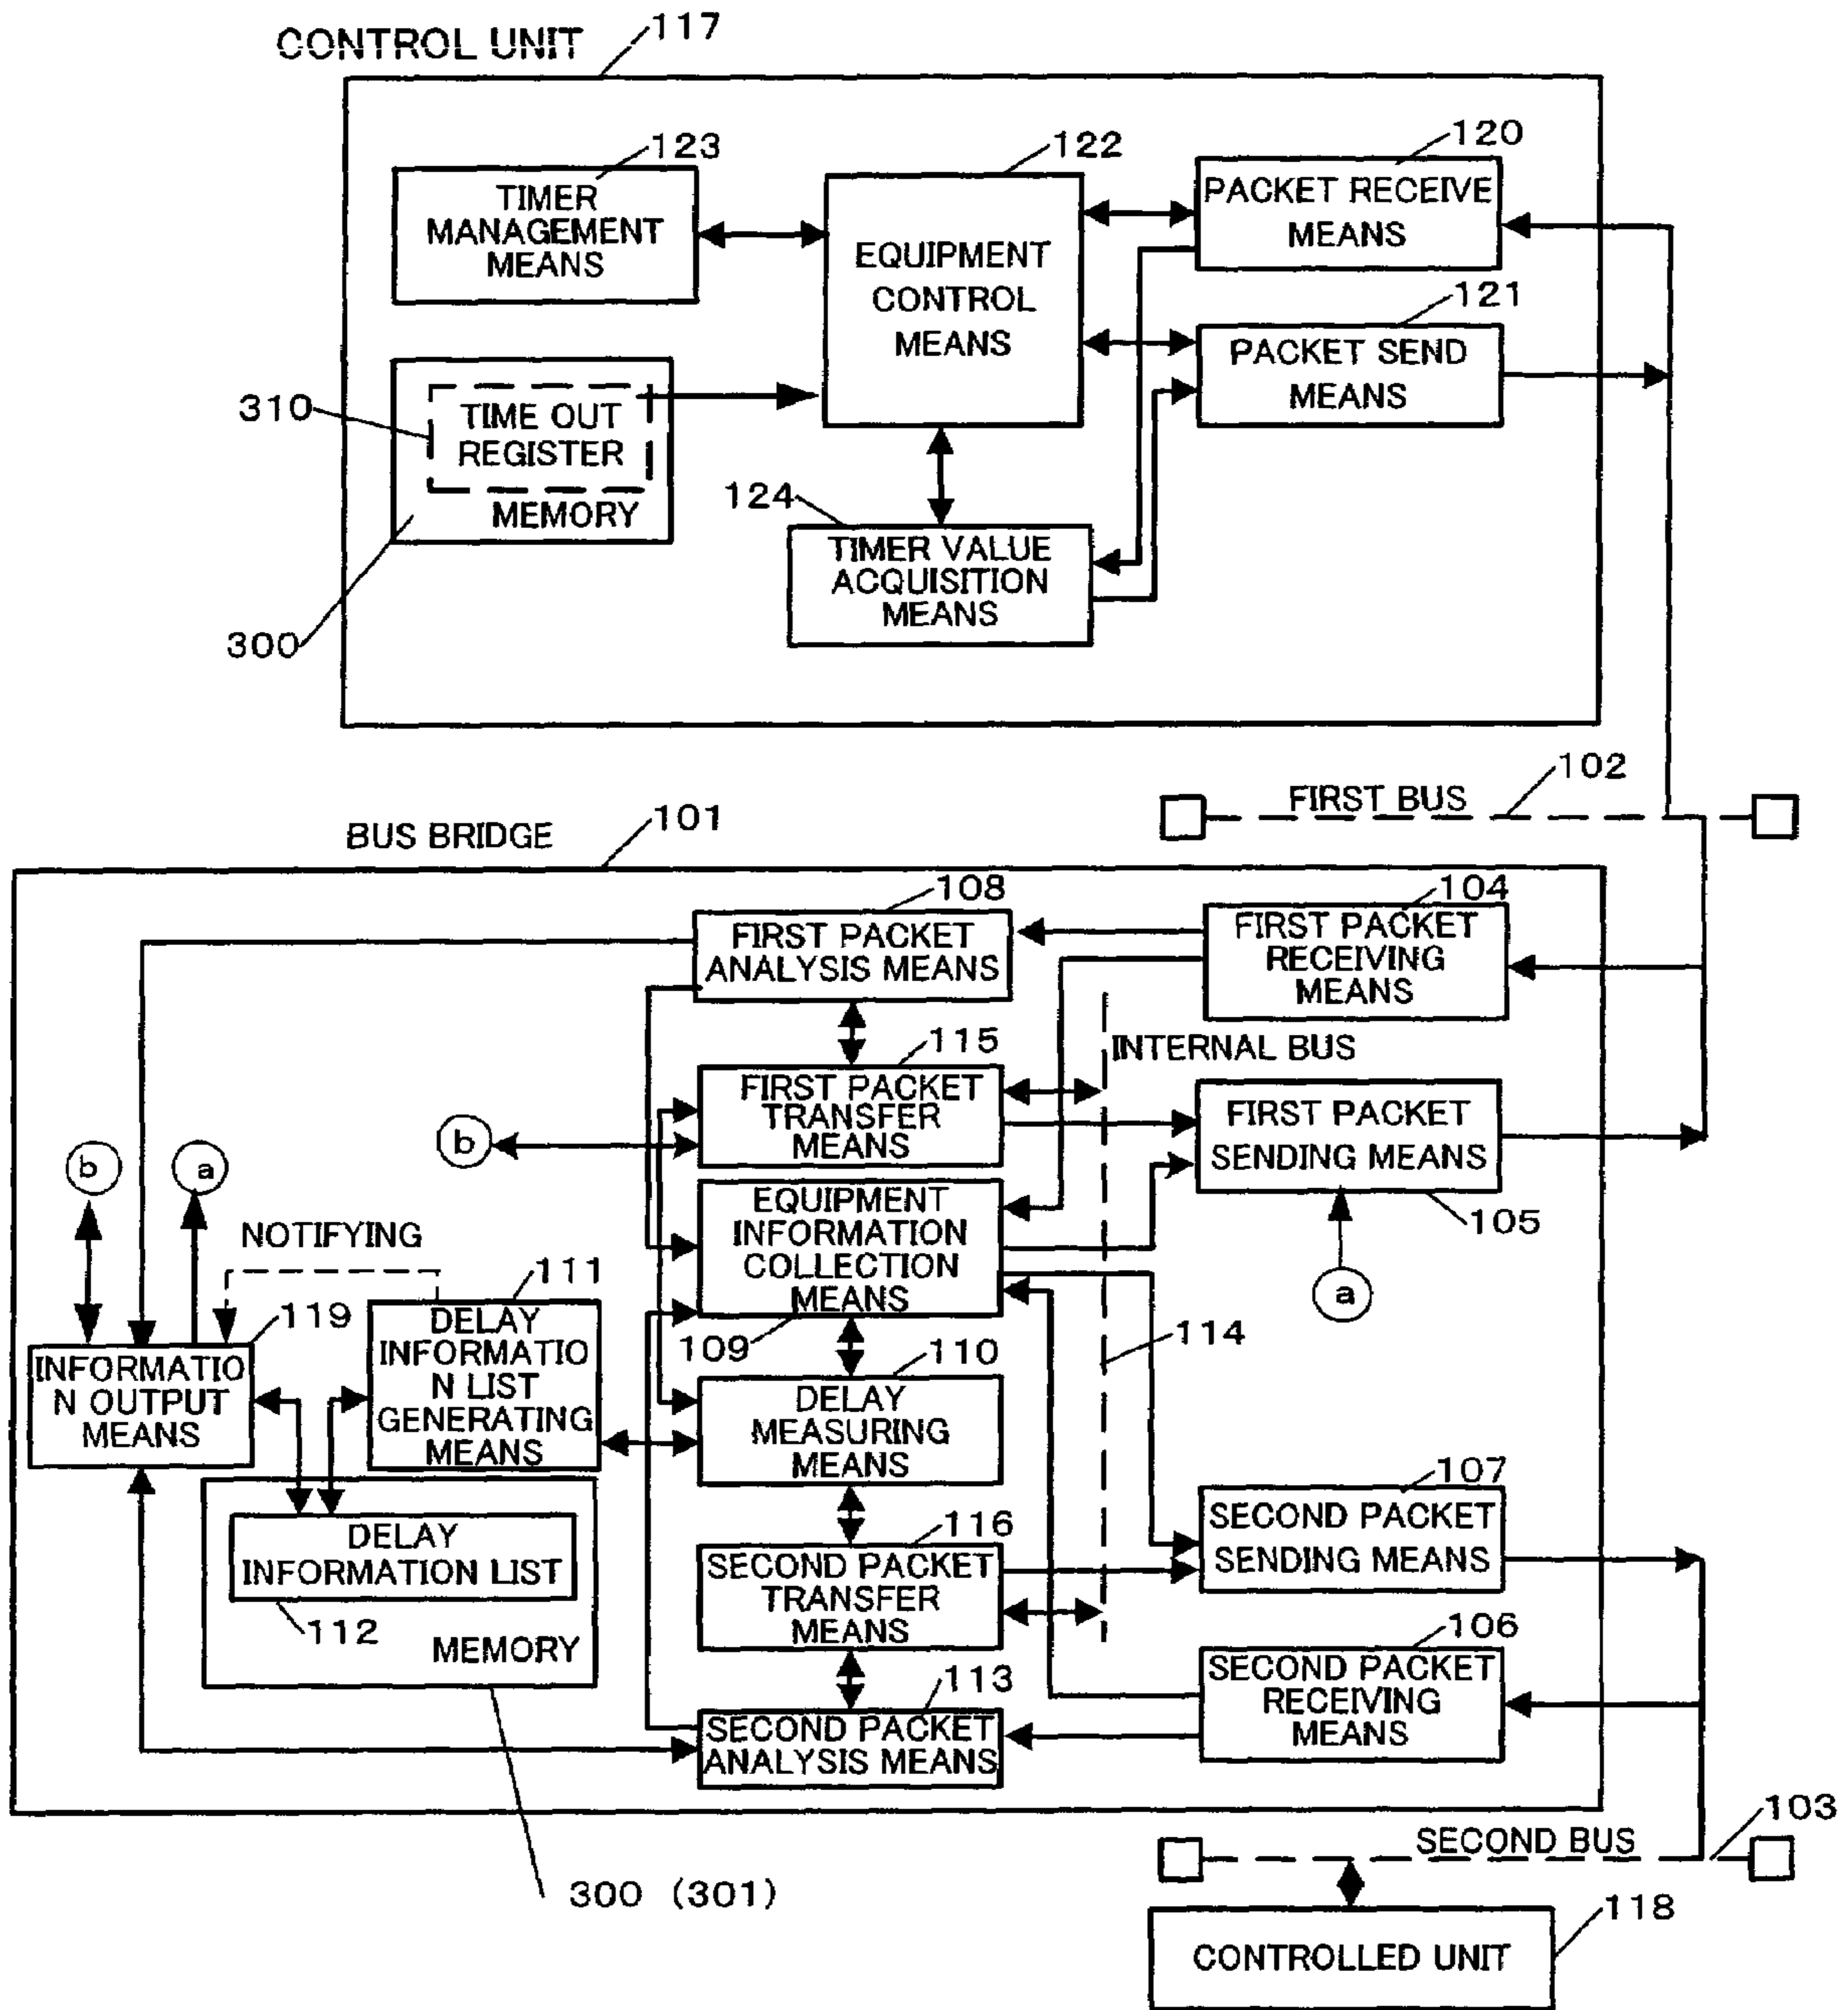 CONTROL UNIT
117
123
122
120
TIMER
MANAGEMENT
MEANS
EQUIPMENT
CONTROL
MEANS
PACKET RECEIVE
MEANS
121
PACKET SEND
MEANS
310
TIME OUT
REGISTER
MEMORY
300
124
TIMER VALUE
ACQUISITION
MEANS
102
FIRST BUS
BUS BRIDGE
101
108
FIRST PACKET
ANALYSIS MEANS
104
FIRST PACKET
RECEIVING
MEANS
115
INTERNAL BUS
FIRST PACKET
TRANSFER
MEANS
b
FIRST PACKET
SENDING MEANS
105
a
b
a
NOTIFYING
EQUIPMENT
INFORMATION
COLLECTION
MEANS
109
111
DELAY
INFORMATIO
N LIST
GENERATING
MEANS
119
INFORMATIO
N OUTPUT
MEANS
110
114
DELAY
MEASURING
MEANS
107
SECOND PACKET
SENDING MEANS
DELAY
INFORMATION LIST
112
MEMORY
116
SECOND PACKET
TRANSFER
MEANS
106
SECOND PACKET
RECEIVING
MEANS
113
SECOND PACKET
ANALYSIS MEANS
300 (301)
103
SECOND BUS
118
CONTROLLED UNIT